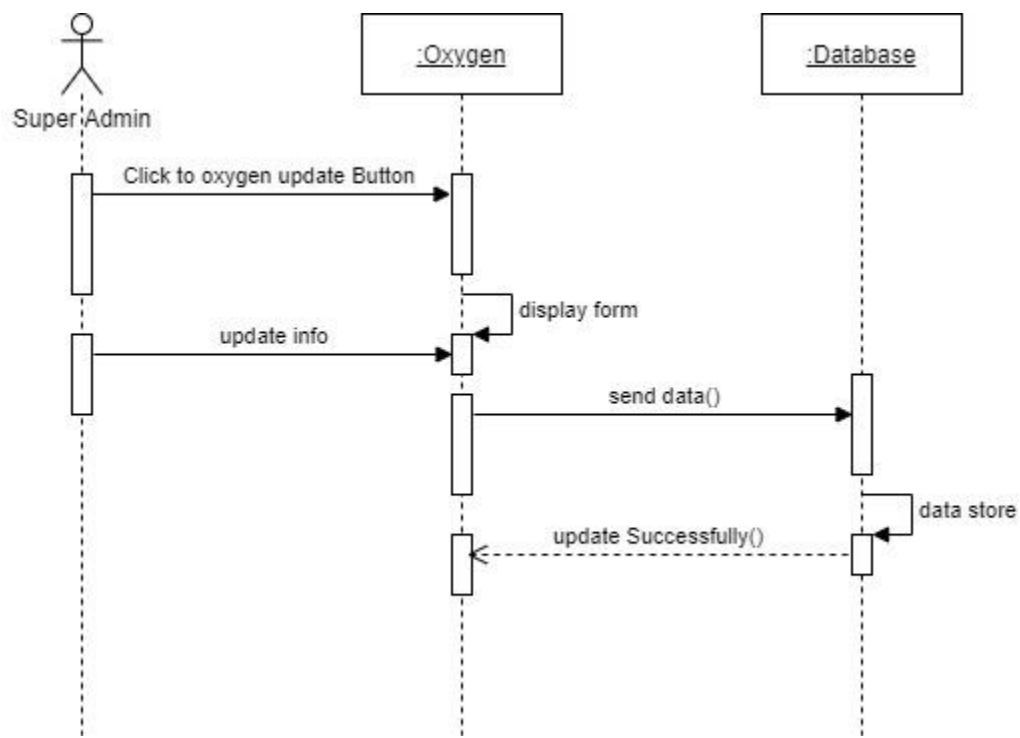 :Oxygen
:Database
Super Admin
Click to oxygen update Button
display form
update info
send data()
data store
update Successfully()